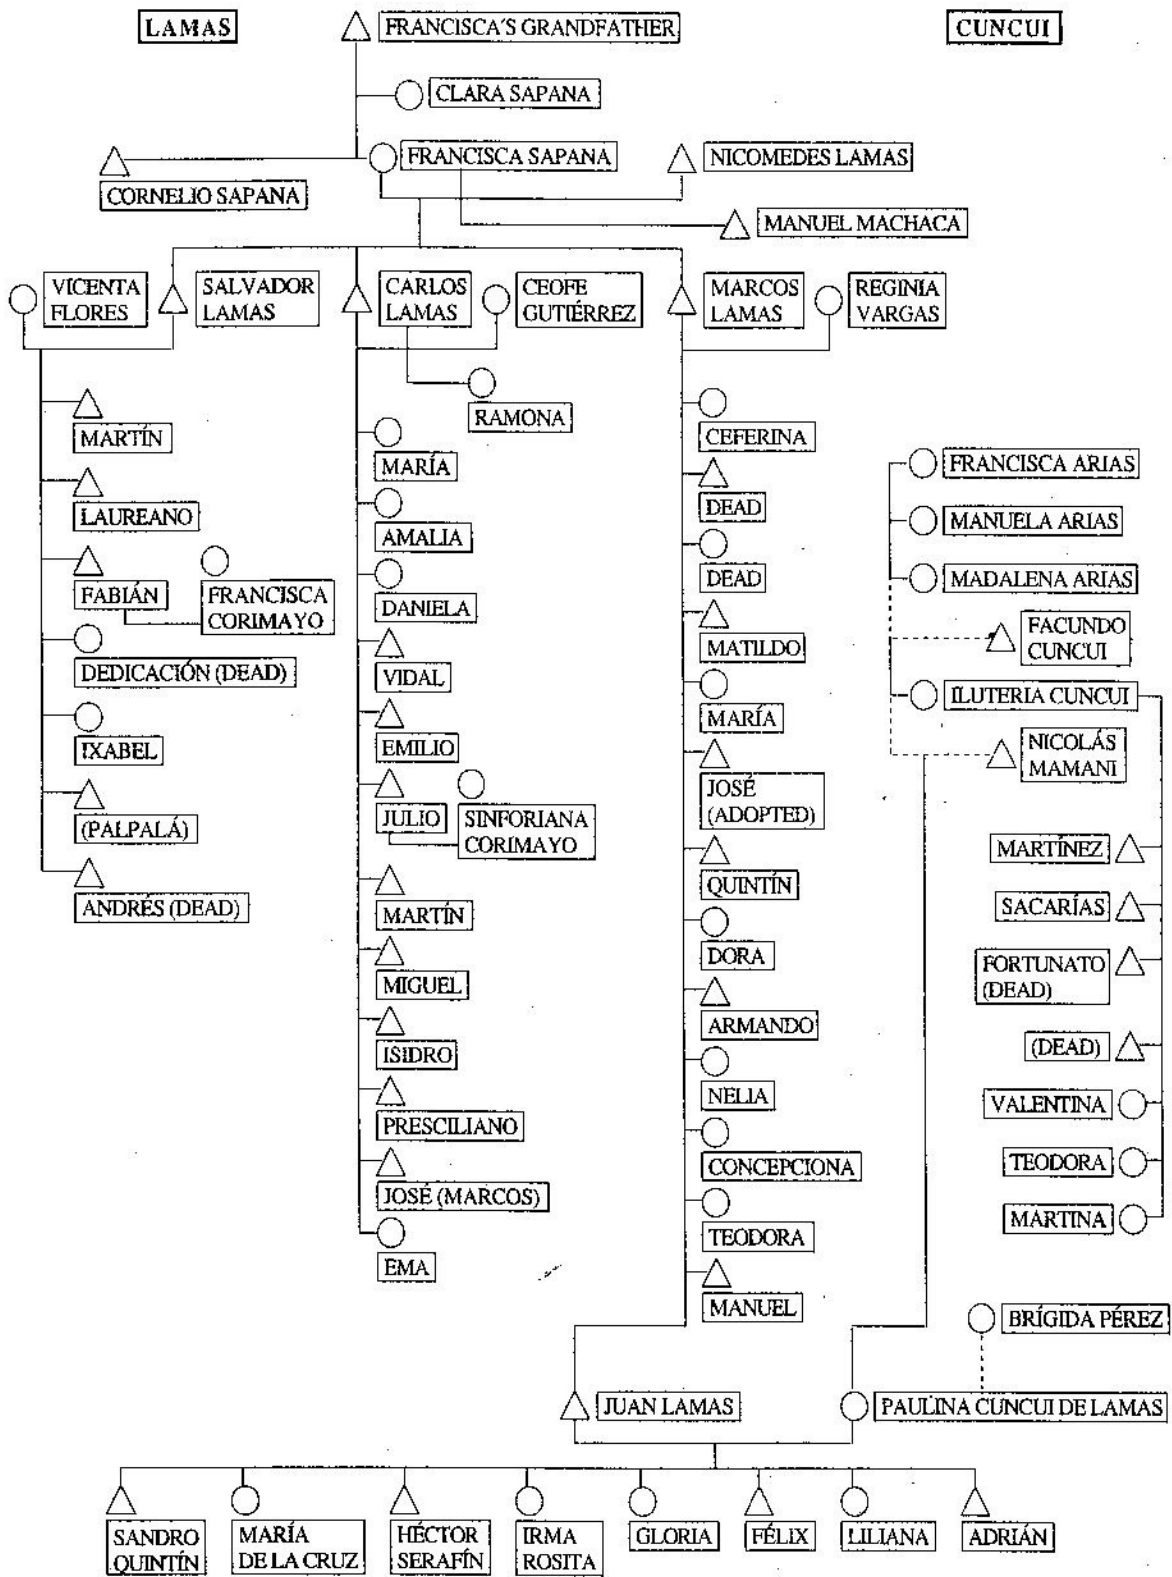 LAMAS
FRANCISCA'S GRANDFATHER
CUNCUI
CLARA SAPANA
FRANCISCA SAPANA
NICOMEDES LAMAS
CORNELIO SAPANA
MANUEL MACHACA
VICENTA
FLORES
SALVADOR
LAMAS
CARLOS
LAMAS
CEOFE
GUTIÉRREZ
MARCOS
LAMAS
REGINIA
VARGAS
RAMONA
MARTÍN
LAUREANO
FABIÁN
FRANCISCA
CORIMAYO
DEDICACIÓN (DEAD)
IXABEL
(PALPALÁ)
ANDRÉS (DEAD)
MARÍA
AMALIA
DANIELA
VIDAL
EMILIO
JULIO
SINFORIANA
CORIMAYO
MARTÍN
MIGUEL
ISIDRO
PRESCILIANO
JOSÉ (MARCOS)
EMA
CEFERINA
DEAD
DEAD
MATILDO
MARÍA
JOSÉ
(ADOPTED)
QUINTÍN
DORA
ARMANDO
NELIA
CONCEPCIONA
TEODORA
MANUEL
FRANCISCA ARIAS
MANUELA ARIAS
MADALENA ARIAS
FACUNDO
CUNCUI
ILUTERIA CUNCUI
NICOLÁS
MAMANI
MARTÍNEZ
SACARÍAS
FORTUNATO
(DEAD)
(DEAD)
VALENTINA
TEODORA
MARTINA
BRÍGIDA PÉREZ
JUAN LAMAS
PAULINA CUNCUI DE LAMAS
SANDRO
QUINTÍN
MARÍA
DE LA CRUZ
HÉCTOR
SERAFÍN
IRMA
ROSITA
GLORIA
FÉLIX
LILIANA
ADRIÁN